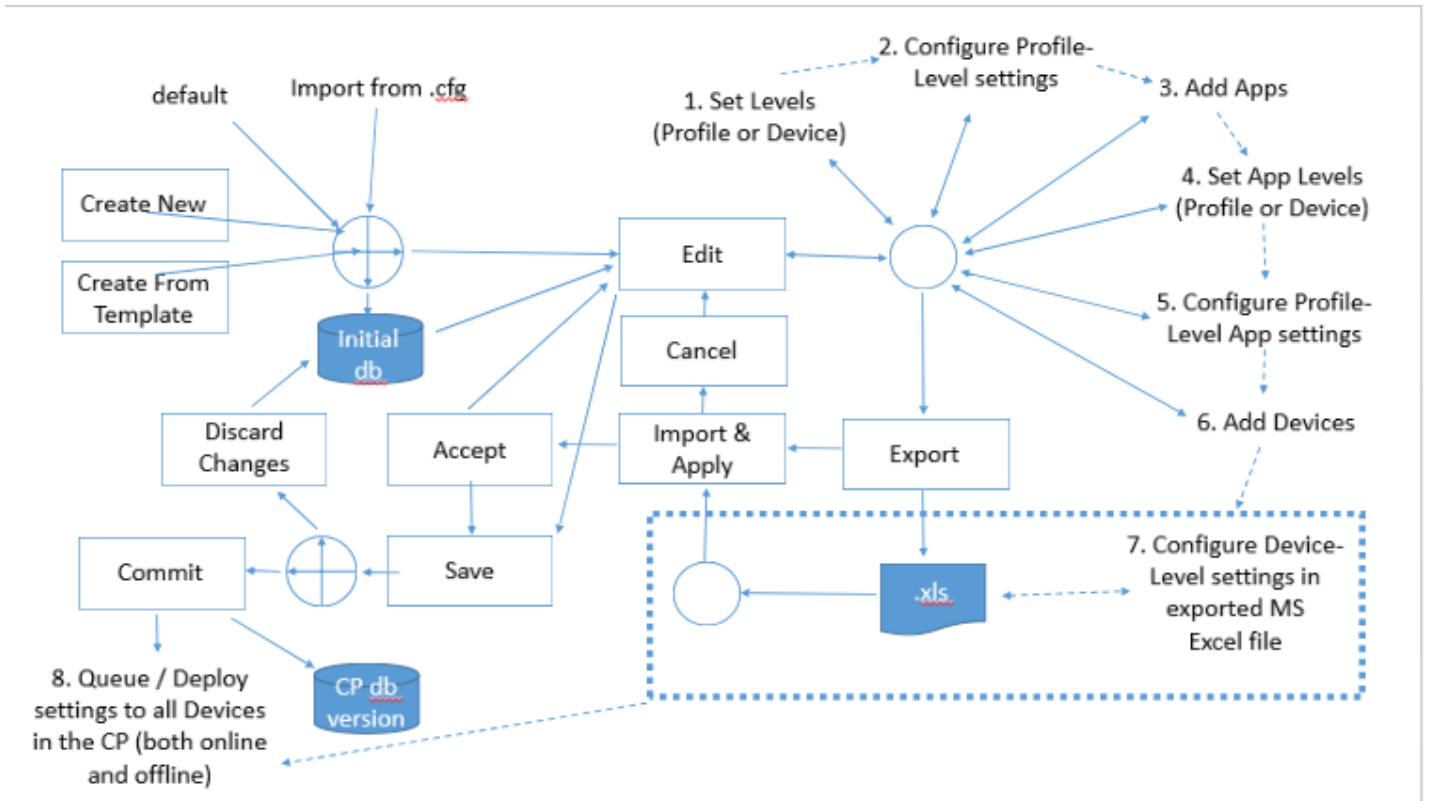 default
Import from .cfg
Create New
Create From
Template
Initial
db
Discard
Changes
Accept
Commit
Save
8. Queue / Deploy
settings to all Devices
in the CP (both online
and offline)
CP db
version
Edit
Cancel
Import &
Apply
Export
.xls
1. Set Levels
(Profile or Device)
2. Configure Profile-
Level settings
3. Add Apps
4. Set App Levels
(Profile or Device)
5. Configure Profile-
Level App settings
6. Add Devices
7. Configure Device-
Level settings in
exported MS
Excel file